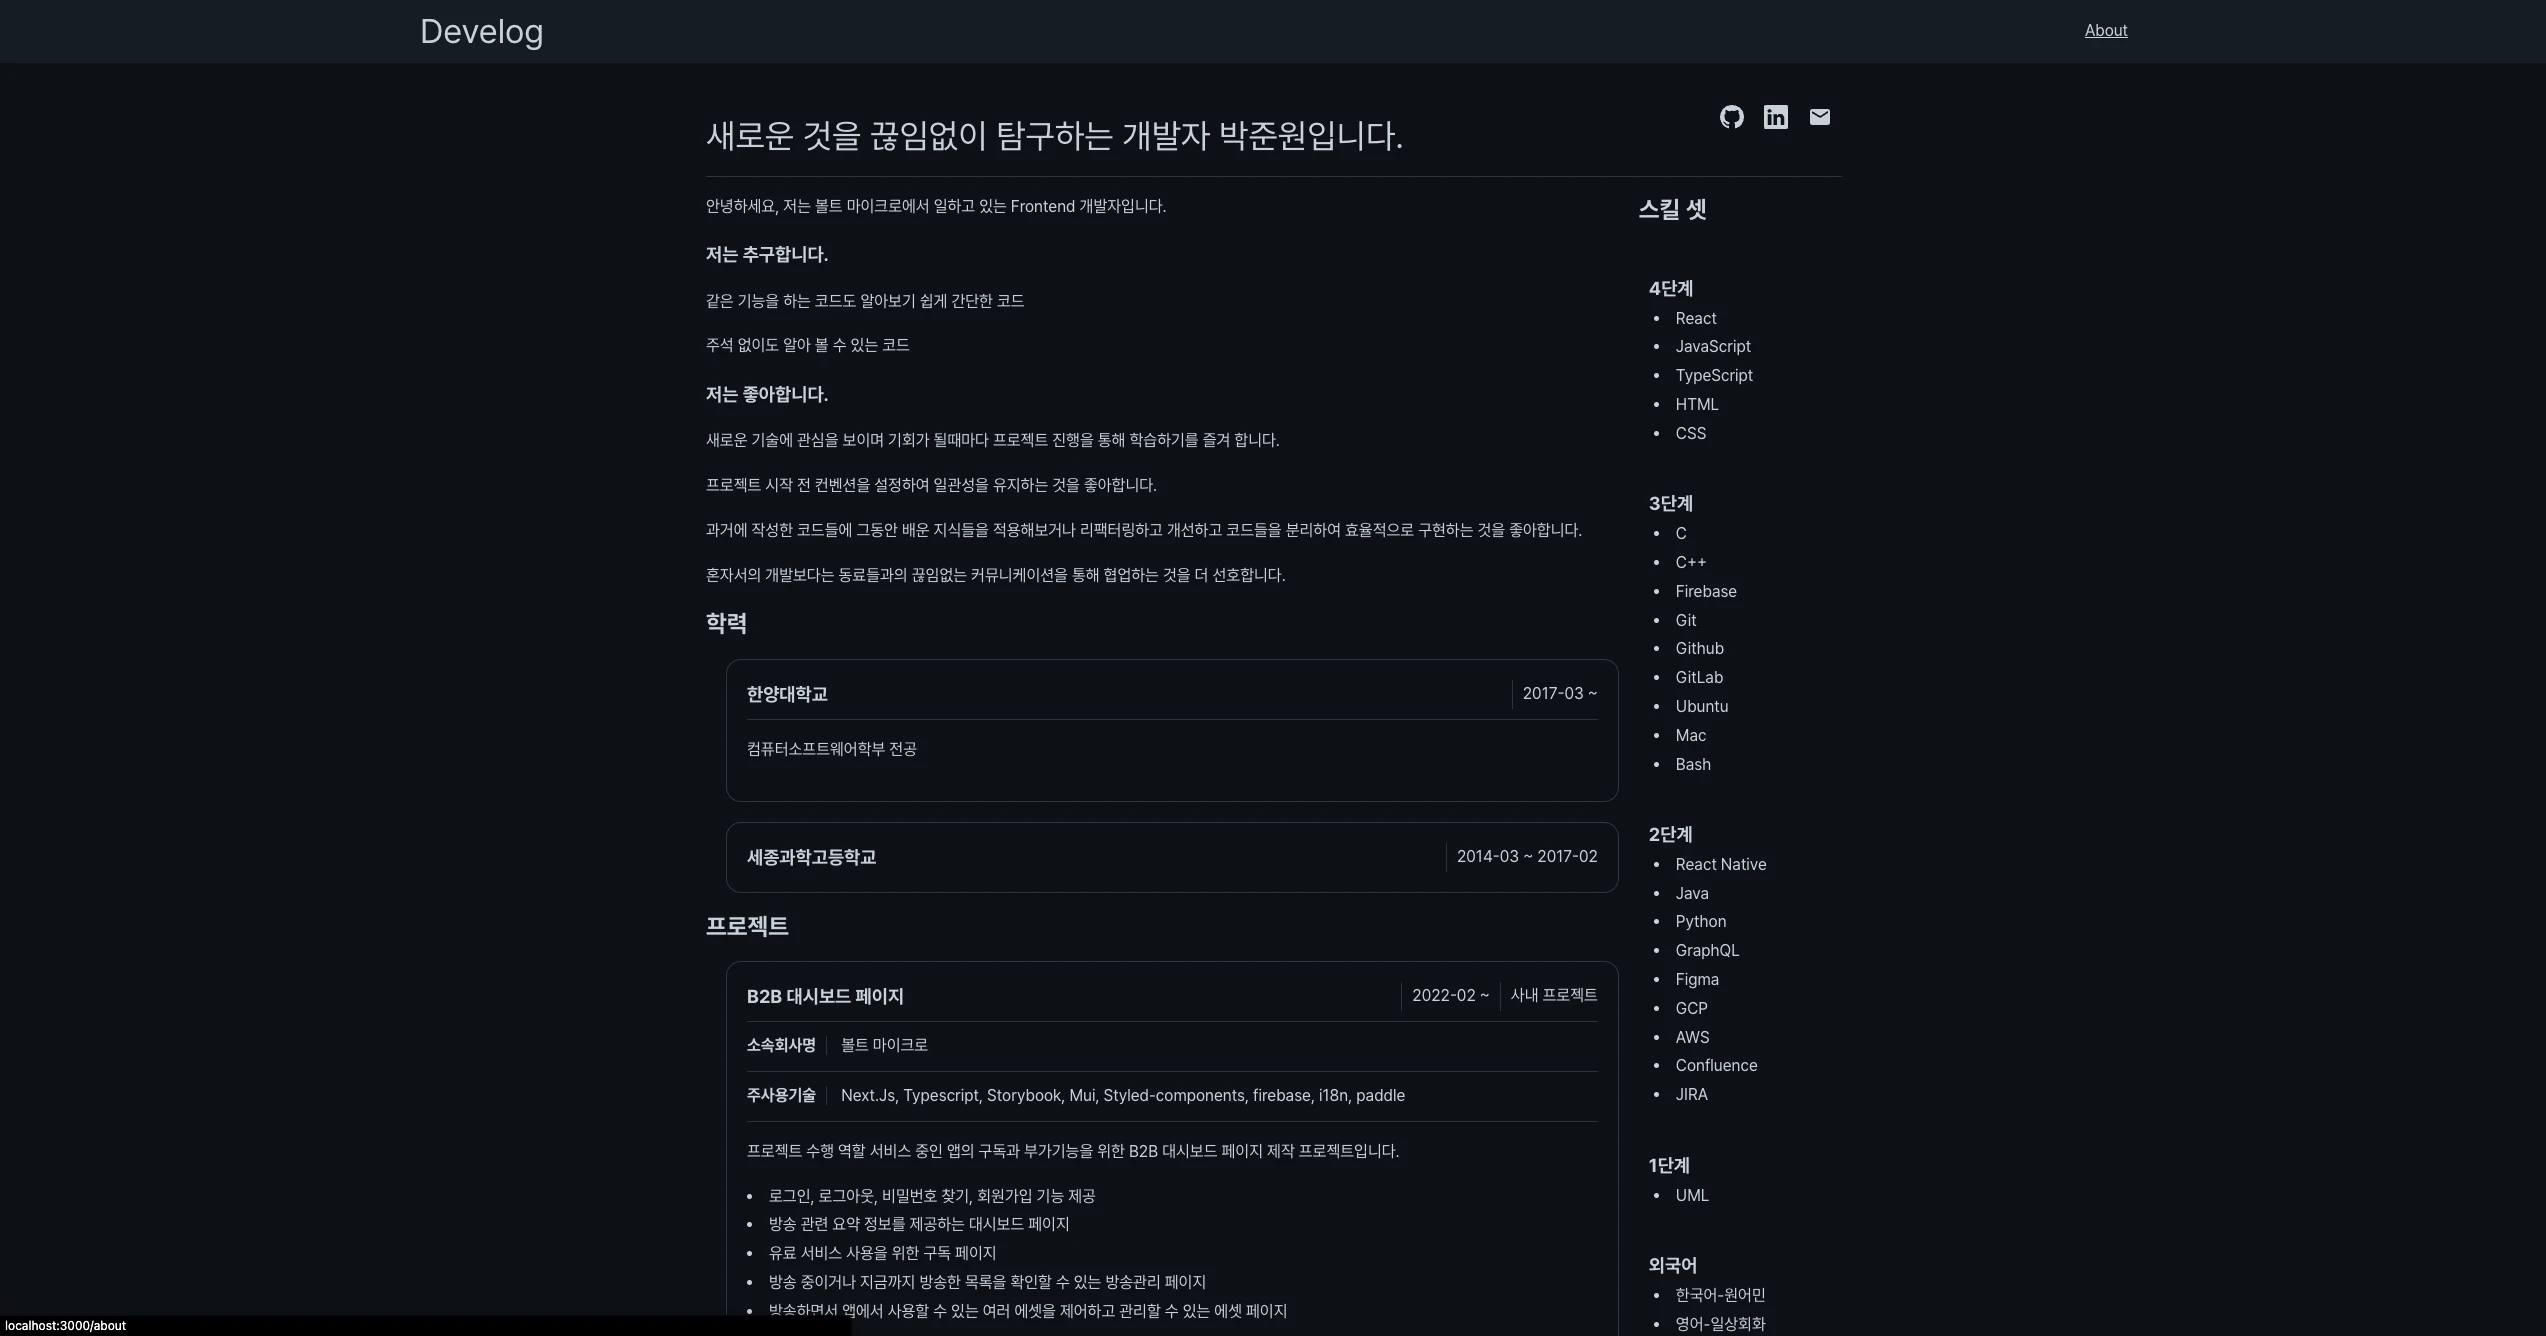 Develog
About
새로운 것을 끊임없이 탐구하는 개발자 박준원입니다.
안녕하세요, 저는 볼트 마이크로에서 일하고 있는 Frontend 개발자입니다.
저는 추구합니다.
같은 기능을 하는 코드도 알아보기 쉽게 간단한 코드
주석 없이도 알아 볼 수 있는 코드
저는 좋아합니다.
새로운 기술에 관심을 보이며 기회가 될때마다 프로젝트 진행을 통해 학습하기를 즐겨 합니다.
프로젝트 시작 전 컨벤션을 설정하여 일관성을 유지하는 것을 좋아합니다.
과거에 작성한 코드들에 그동안 배운 지식들을 적용해보거나 리팩터링하고 개선하고 코드들을 분리하여 효율적으로 구현하는 것을 좋아합니다.
혼자서의 개발보다는 동료들과의 끊임없는 커뮤니케이션을 통해 협업하는 것을 더 선호합니다.
학력
한양대학교
2017-03 ~
컴퓨터소프트웨어학부 전공
세종과학고등학교
2014-03 ~ 2017-02
프로젝트
B2B 대시보드 페이지
2022-02 ~
사내 프로젝트
소속회사명
볼트 마이크로
주사용기술
Next.Js, Typescript, Storybook, Mui, Styled-components, firebase, i18n, paddle
프로젝트 수행 역할 서비스 중인 앱의 구독과 부가기능을 위한 B2B 대시보드 페이지 제작 프로젝트입니다.
• 로그인, 로그아웃, 비밀번호 찾기, 회원가입 기능 제공
• 방송 관련 요약 정보를 제공하는 대시보드 페이지
• 유료 서비스 사용을 위한 구독 페이지
• 방송 중이거나 지금까지 방송한 목록을 확인할 수 있는 방송관리 페이지
• 방송하면서 앱에서 사용할 수 있는 여러 에셋을 제어하고 관리할 수 있는 에셋 페이지
스킬 셋
4단계
• React
• JavaScript
• TypeScript
• HTML
• CSS
3단계
• C
• C++
• Firebase
• Git
• Github
• GitLab
• Ubuntu
• Mac
• Bash
2단계
• React Native
• Java
• Python
• GraphQL
• Figma
• GCP
• AWS
• Confluence
• JIRA
1단계
• UML
외국어
• 한국어-원어민
• 영어-일상회화
localhost:3000/about